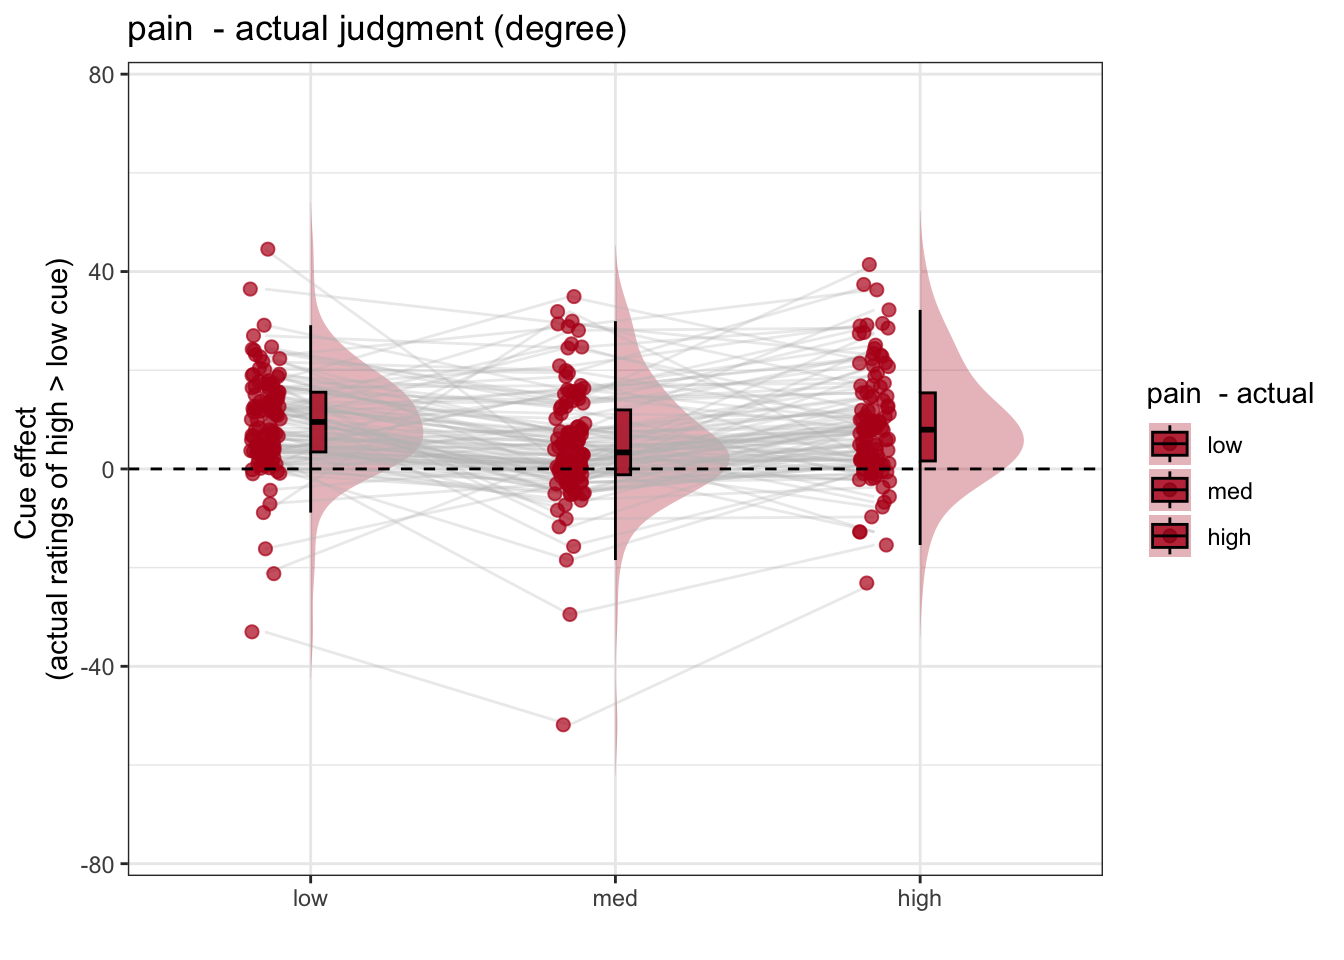 pain  - actual judgment (degree)
Cue effect
(actual ratings of high > low cue)
80
40
0
-40
-80
low
med
high
pain  - actual
low
med
high